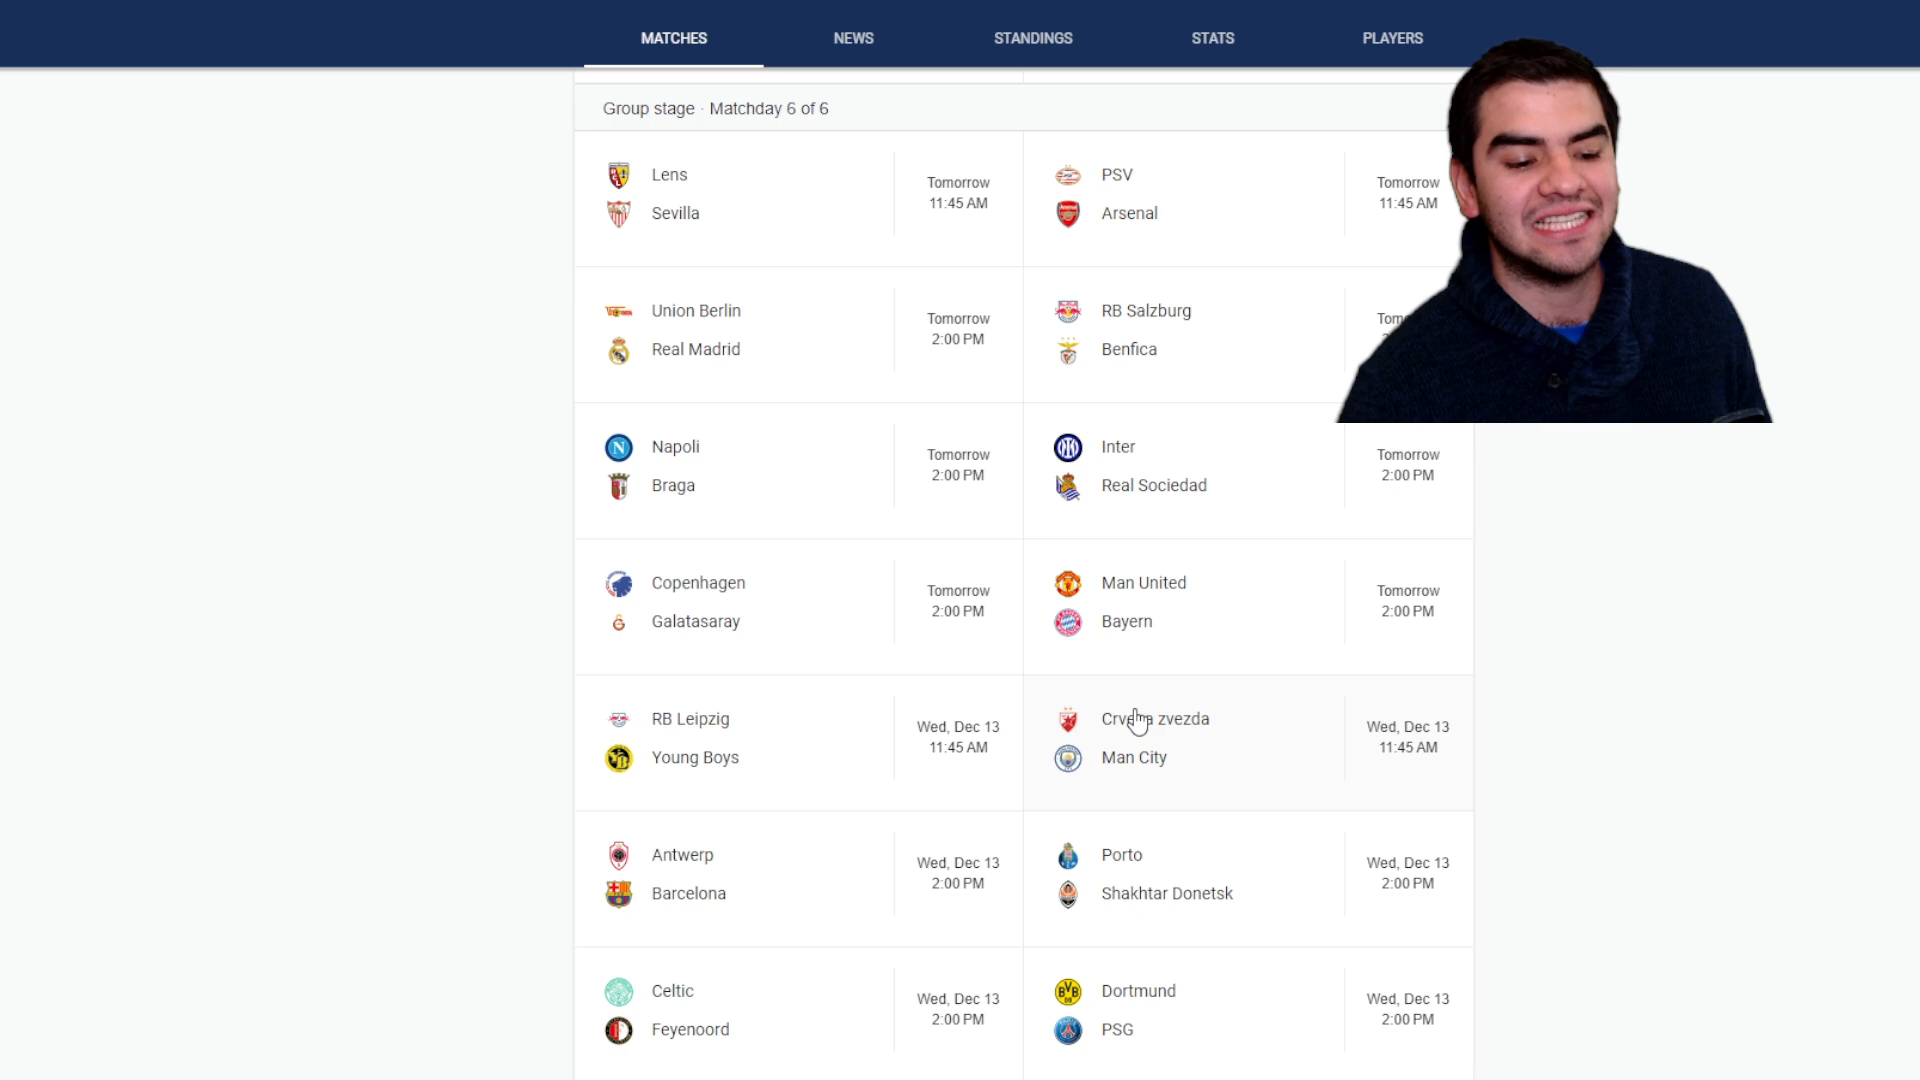 MATCHES NEWS STANDINGS STATS PLAYERS
Group stage · Matchday 6 of 6
Lens
Sevilla
Tomorrow
11:45 AM
PSV
Arsenal
Tomorrow
11:45 AM
Union Berlin
Real Madrid
Tomorrow
2:00 PM
RB Salzburg
Benfica
Napoli
Braga
Tomorrow
2:00 PM
Inter
Real Sociedad
Tomorrow
2:00 PM
Copenhagen
Galatasaray
Tomorrow
2:00 PM
Man United
Bayern
Tomorrow
2:00 PM
RB Leipzig
Young Boys
Wed, Dec 13
11:45 AM
Crvena zvezda
Man City
Wed, Dec 13
11:45 AM
Antwerp
Barcelona
Wed, Dec 13
2:00 PM
Porto
Shakhtar Donetsk
Wed, Dec 13
2:00 PM
Celtic
Feyenoord
Wed, Dec 13
2:00 PM
Dortmund
PSG
Wed, Dec 13
2:00 PM